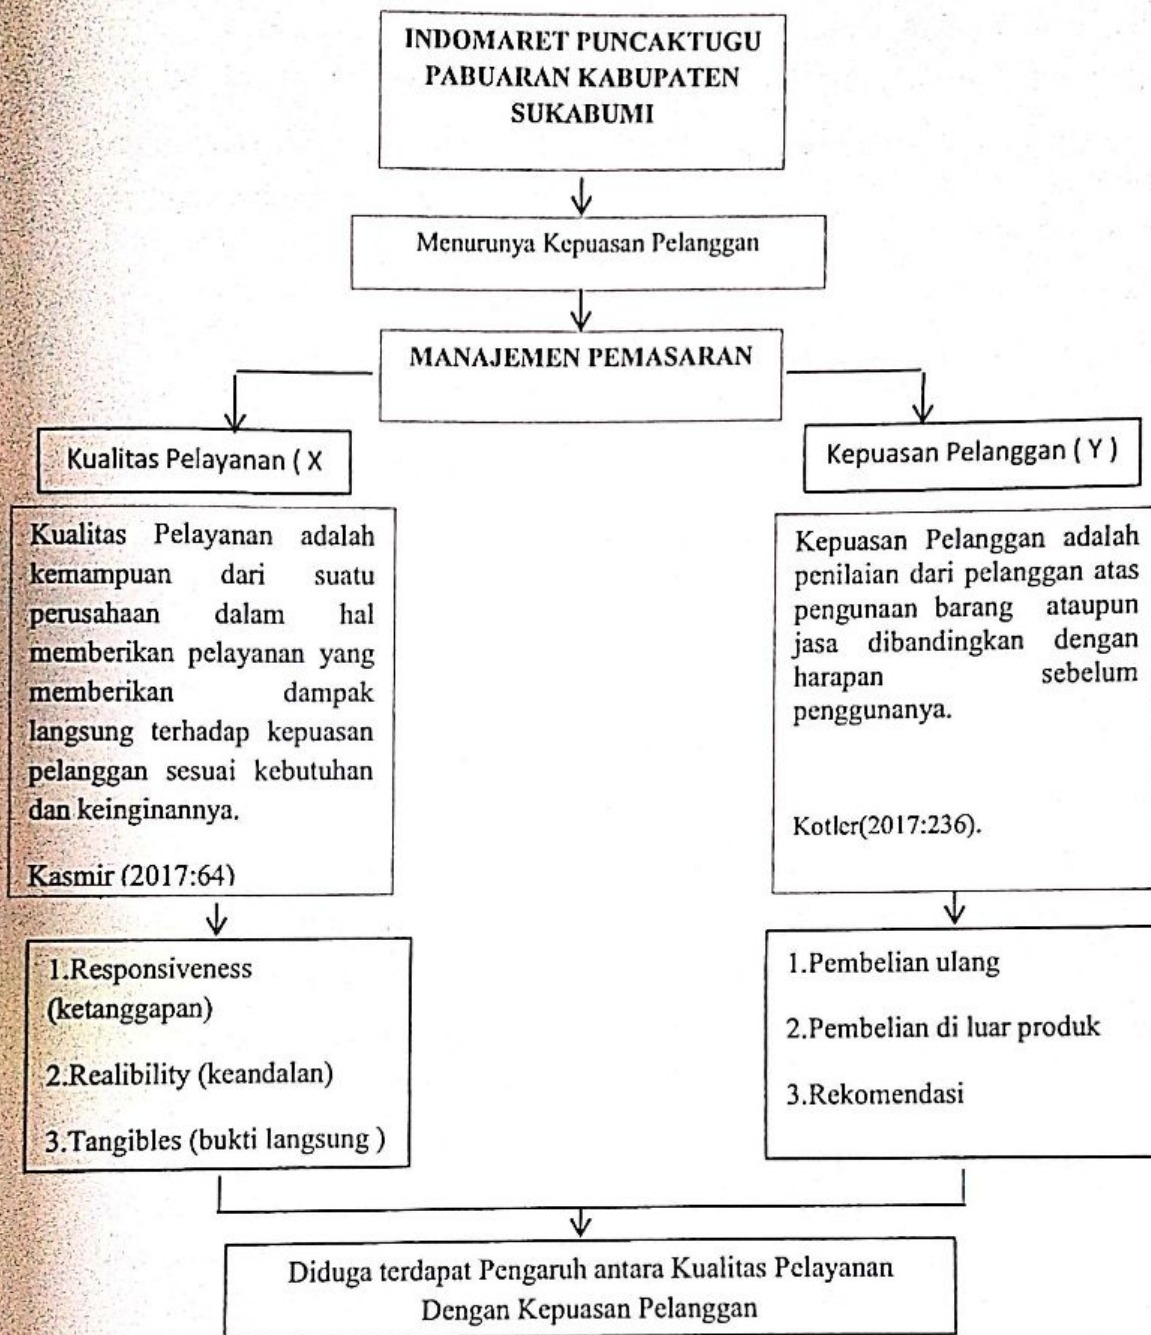 INDOMARET PUNCAKTUGU
PABUARAN KABUPATEN
SUKABUMI
Menurunya Kepuasan Pelanggan
MANAJEMEN PEMASARAN
Kualitas Pelayanan ( X
Kualitas Pelayanan adalah
kemampuan dari suatu
perusahaan dalam hal
memberikan pelayanan yang
memberikan dampak
langsung terhadap kepuasan
pelanggan sesuai kebutuhan
dan keinginannya.
Kasmir (2017:64)
1.Responsiveness
(ketanggapan)
2.Realibility (keandalan)
3.Tangibles (bukti langsung )
Kepuasan Pelanggan ( Y )
Kepuasan Pelanggan adalah
penilaian dari pelanggan atas
pengunaan barang ataupun
jasa dibandingkan dengan
harapan sebelum
penggunanya.
Kotler(2017:236).
1.Pembelian ulang
2.Pembelian di luar produk
3.Rekomendasi
Diduga terdapat Pengaruh antara Kualitas Pelayanan
Dengan Kepuasan Pelanggan